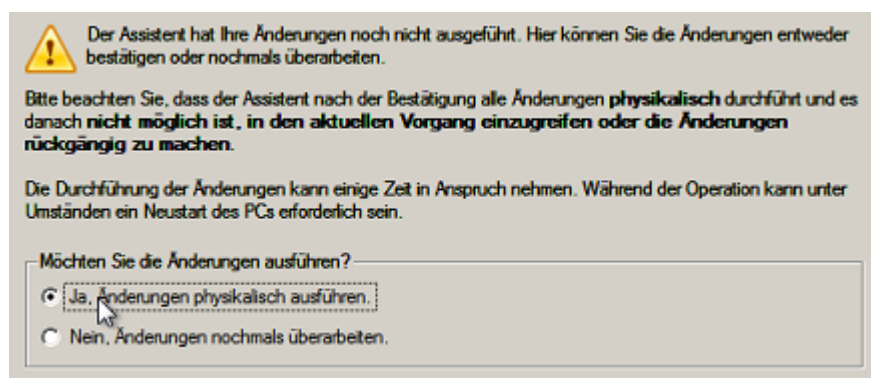 Der Assistent hat Ihre Änderungen noch nicht ausgeführt. Hier können Sie die Änderungen entweder
bestätigen oder nochmals überarbeiten.
Bitte beachten Sie, dass der Assistent nach der Bestätigung alle Änderungen physikalisch durchführt und es
danach nicht möglich ist, in den aktuellen Vorgang einzugreifen oder die Änderungen
rückgängig zu machen.
Die Durchführung der Änderungen kann einige Zeit in Anspruch nehmen. Während der Operation kann unter
Umständen ein Neustart des PCs erforderlich sein.
Möchten Sie die Änderungen ausführen?
Ja, Änderungen physikalisch ausführen.
Nein, Änderungen nochmals überarbeiten.